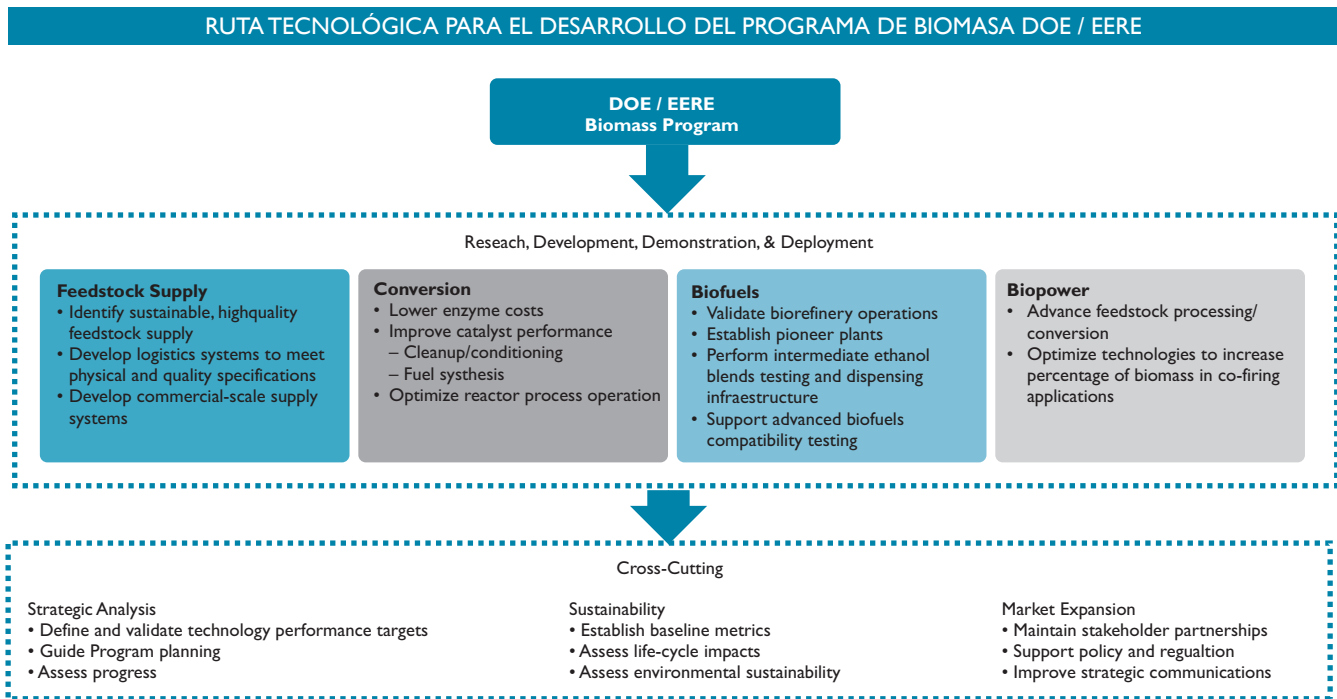 RUTA TECNOLÓGICA PARA EL DESARROLLO DEL PROGRAMA DE BIOMASA DOE / EERE
DOE / EERE
Biomass Program
Reseach, Development, Demonstration, & Deployment
Feedstock Supply
• Identify sustainable, highquality
feedstock supply
• Develop logistics systems to meet
physical and quality specifications
• Develop commercial-scale supply
systems
Conversion
• Lower enzyme costs
• Improve catalyst performance
– Cleanup/conditioning
– Fuel systhesis
• Optimize reactor process operation
Biofuels
• Validate biorefinery operations
• Establish pioneer plants
• Perform intermediate ethanol
blends testing and dispensing
infraestructure
• Support advanced biofuels
compatibility testing
Biopower
• Advance feedstock processing/
conversion
• Optimize technologies to increase
percentage of biomass in co-firing
applications
Cross-Cutting
Strategic Analysis
• Define and validate technology performance targets
• Guide Program planning
• Assess progress
Sustainability
• Establish baseline metrics
• Assess life-cycle impacts
• Assess environmental sustainability
Market Expansion
• Maintain stakeholder partnerships
• Support policy and regualtion
• Improve strategic communications